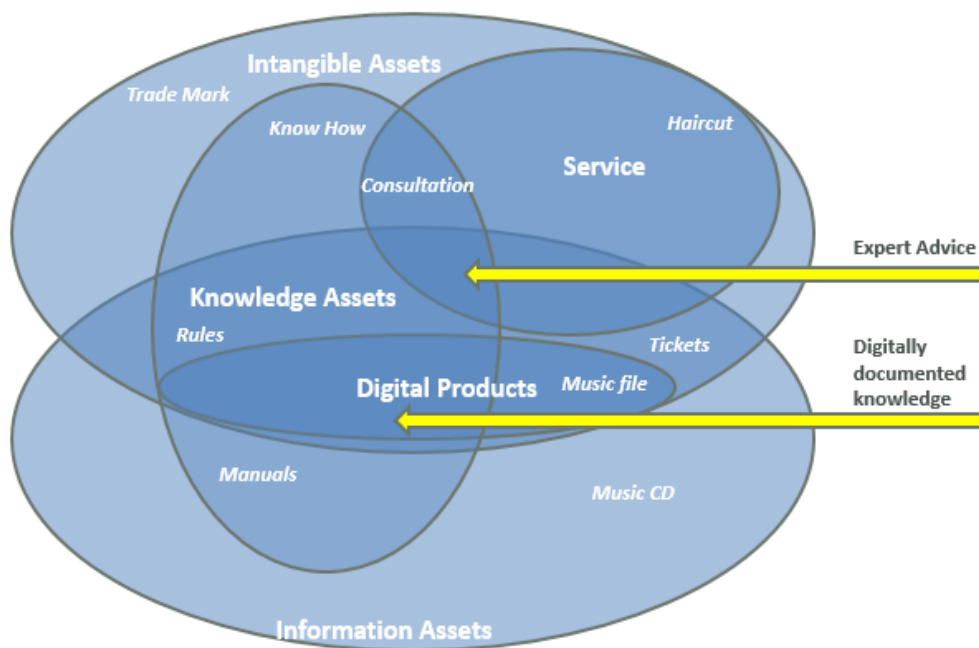 Intangible Assets
Trade Mark
Know How
Haircut
Service
Consultation
Expert Advice
Knowledge Assets
Rules
Tickets
Digitally
documented
knowledge
Digital Products
Music file
Manuals
Music CD
Information Assets